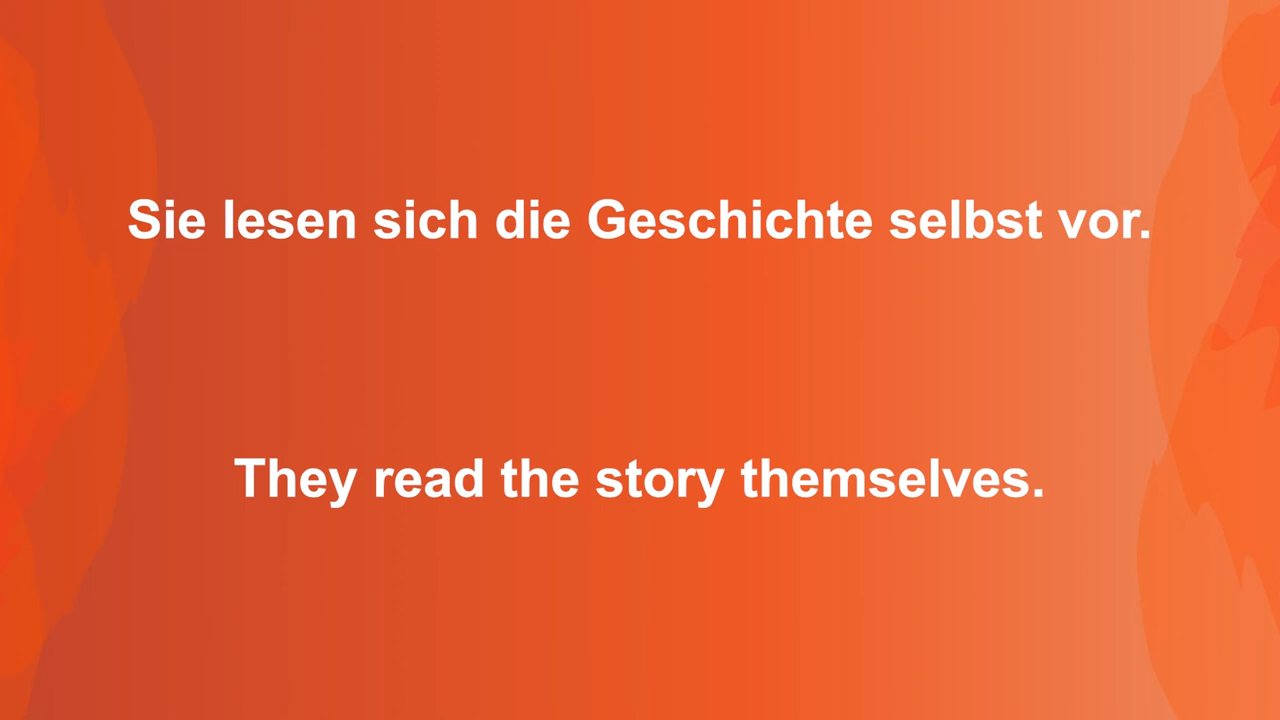 Sie lesen sich die Geschichte selbst vor.
They read the story themselves.